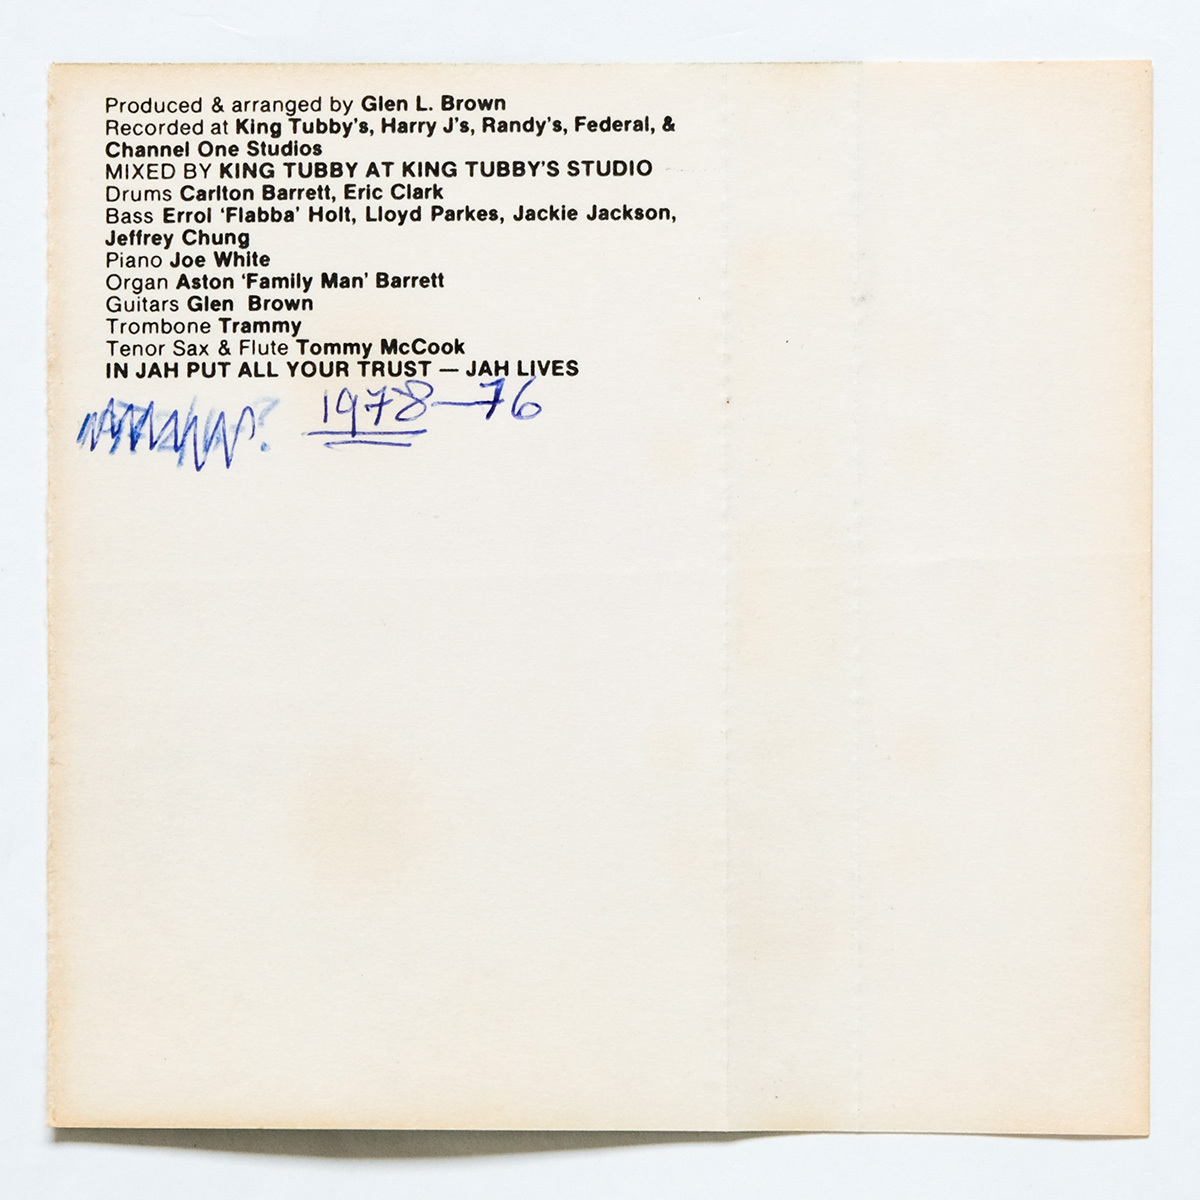 Produced & arranged by Glen L. Brown
Recorded at King Tubby's, Harry J's, Randy's, Federal, &
Channel One Studios
MIXED BY KING TUBBY AT KING TUBBY'S STUDIO
Drums Carlton Barrett, Eric Clark
Bass Errol 'Flabba' Holt, Lloyd Parkes, Jackie Jackson,
Jeffrey Chung
Piano Joe White
Organ Aston 'Family Man' Barrett
Guitars Glen Brown
Trombone Trammy
Tenor Sax & Flute Tommy McCook
IN JAH PUT ALL YOUR TRUST — JAH LIVES
? 1978—76